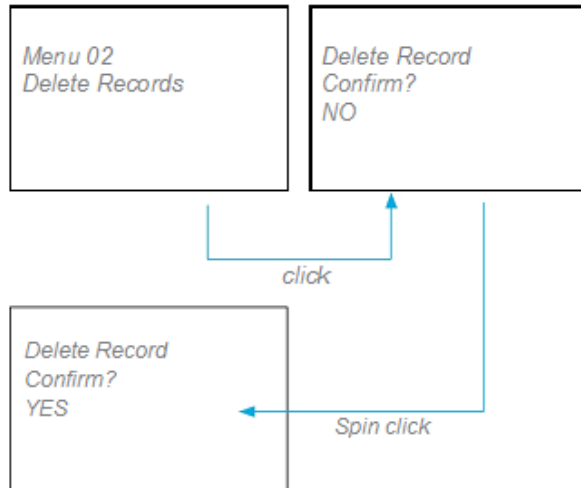 Menu 02
Delete Records
Delete Record
Confirm?
NO
click
Delete Record
Confirm?
YES
Spin click